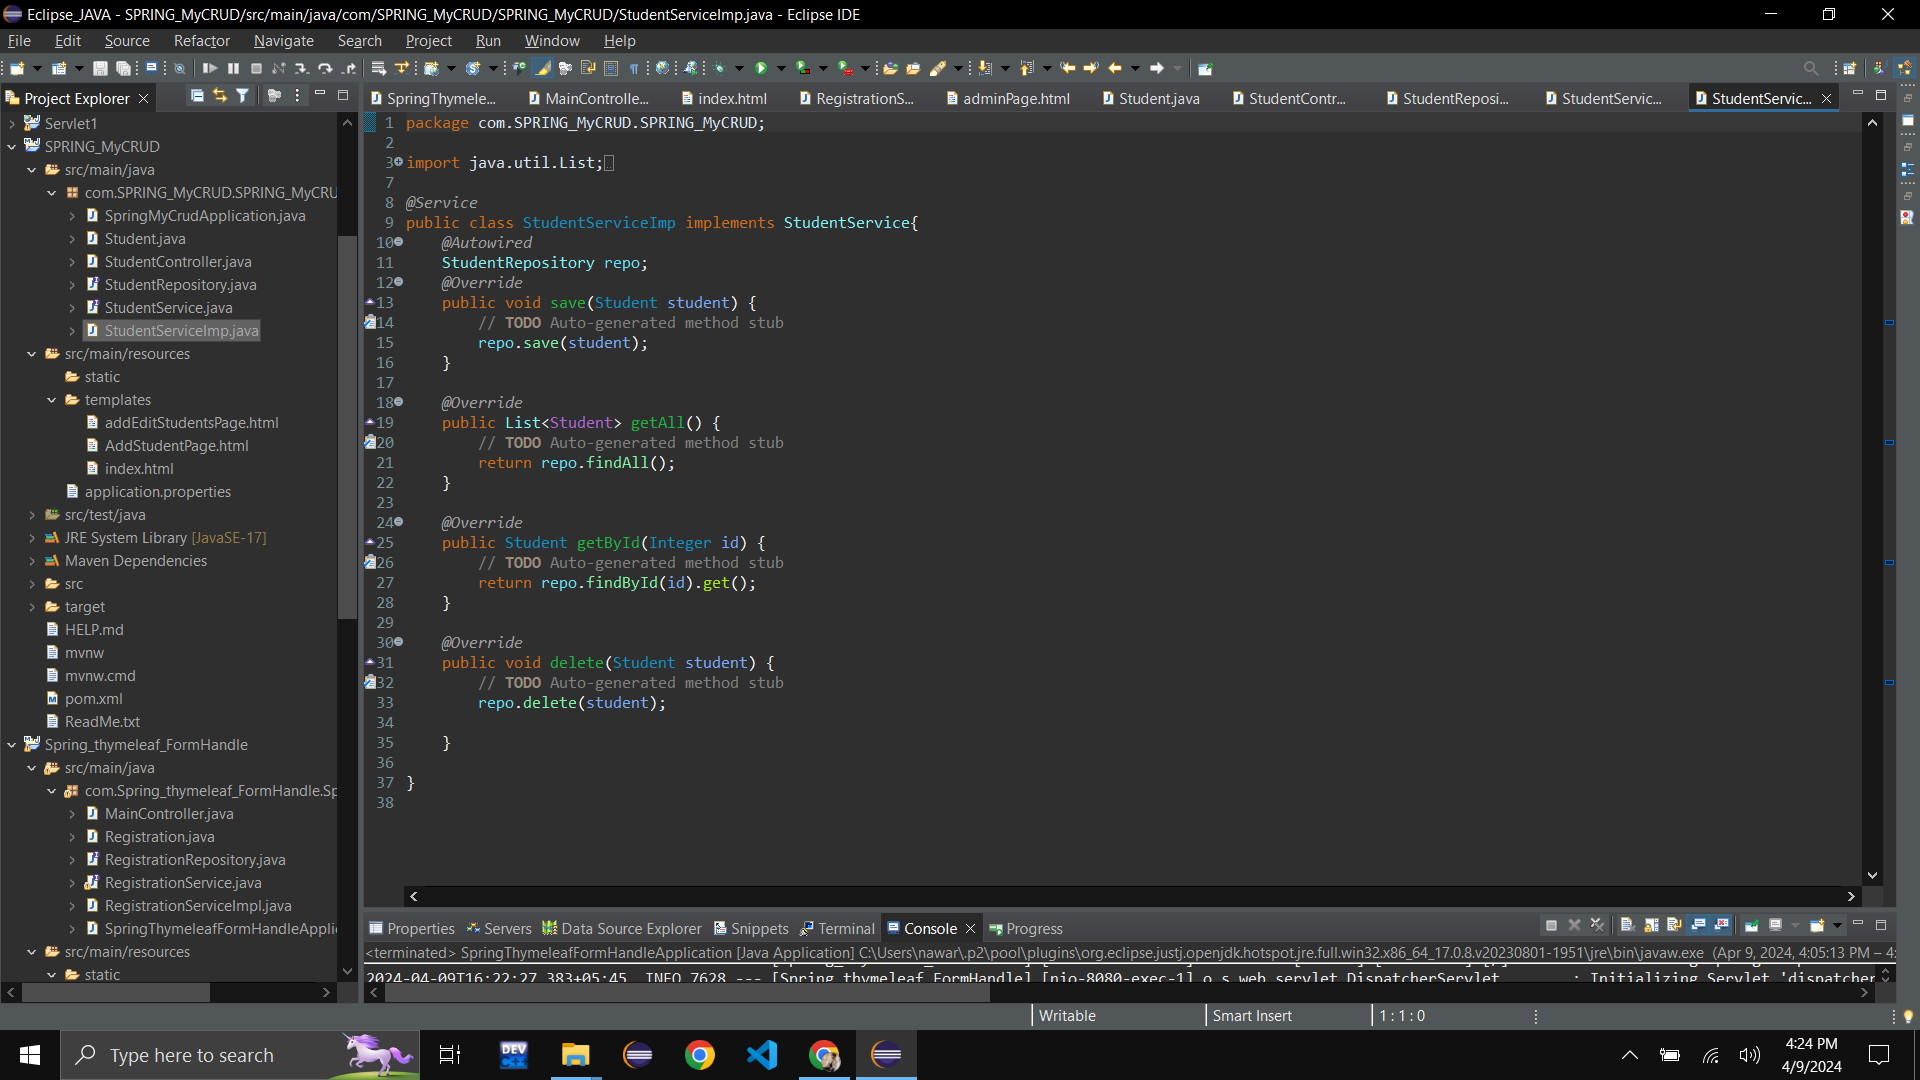 Eclipse_JAVA - SPRING_MyCRUD/src/main/java/com/SPRING_MyCRUD/SPRING_MyCRUD/StudentServiceImp.java - Eclipse IDE
File Edit Source Refactor Navigate Search Project Run Window Help
Project Explorer
SpringThymele... MainControlle... index.html RegistrationS... adminPage.html Student.java StudentContr... StudentReposi... StudentServic... StudentServic...
Servlet1
SPRING_MyCRUD
src/main/java
com.SPRING_MyCRUD.SPRING_MyCRU
SpringMyCrudApplication.java
Student.java
StudentController.java
StudentRepository.java
StudentService.java
StudentServiceImp.java
src/main/resources
static
templates
addEditStudentsPage.html
AddStudentPage.html
index.html
application.properties
src/test/java
JRE System Library [JavaSE-17]
Maven Dependencies
src
target
HELP.md
mvnw
mvnw.cmd
pom.xml
ReadMe.txt
Spring_thymeleaf_FormHandle
src/main/java
com.Spring_thymeleaf_FormHandle.Sp
MainController.java
Registration.java
RegistrationRepository.java
RegistrationService.java
RegistrationServiceImpl.java
SpringThymeleafFormHandleAppli
src/main/resources
static
1 package com.SPRING_MyCRUD.SPRING_MyCRUD;
2
3 import java.util.List;
7
8 @Service
9 public class StudentServiceImp implements StudentService{
10 @Autowired
11 StudentRepository repo;
12 @Override
13 public void save(Student student) {
14 // TODO Auto-generated method stub
15 repo.save(student);
16 }
17
18 @Override
19 public List<Student> getAll() {
20 // TODO Auto-generated method stub
21 return repo.findAll();
22 }
23
24 @Override
25 public Student getById(Integer id) {
26 // TODO Auto-generated method stub
27 return repo.findById(id).get();
28 }
29
30 @Override
31 public void delete(Student student) {
32 // TODO Auto-generated method stub
33 repo.delete(student);
34
35 }
36
37 }
38
Properties Servers Data Source Explorer Snippets Terminal Console Progress
<terminated> SpringThymeleafFormHandleApplication [Java Application] C:\Users\nawar\.p2\pool\plugins\org.eclipse.justj.openjdk.hotspot.jre.full.win32.x86_64_17.0.8.v20230801-1951\jre\bin\javaw.exe (Apr 9, 2024, 4:05:13 PM – 4:
2024-04-09T16:22:27.383+05:45 INFO 7628 --- [Spring_thymeleaf_FormHandle] [nio-8080-exec-1] o.s.web.servlet.DispatcherServlet : Initializing Servlet 'dispatcher
Writable Smart Insert 1 : 1 : 0
Type here to search
DEV
4:24 PM
4/9/2024